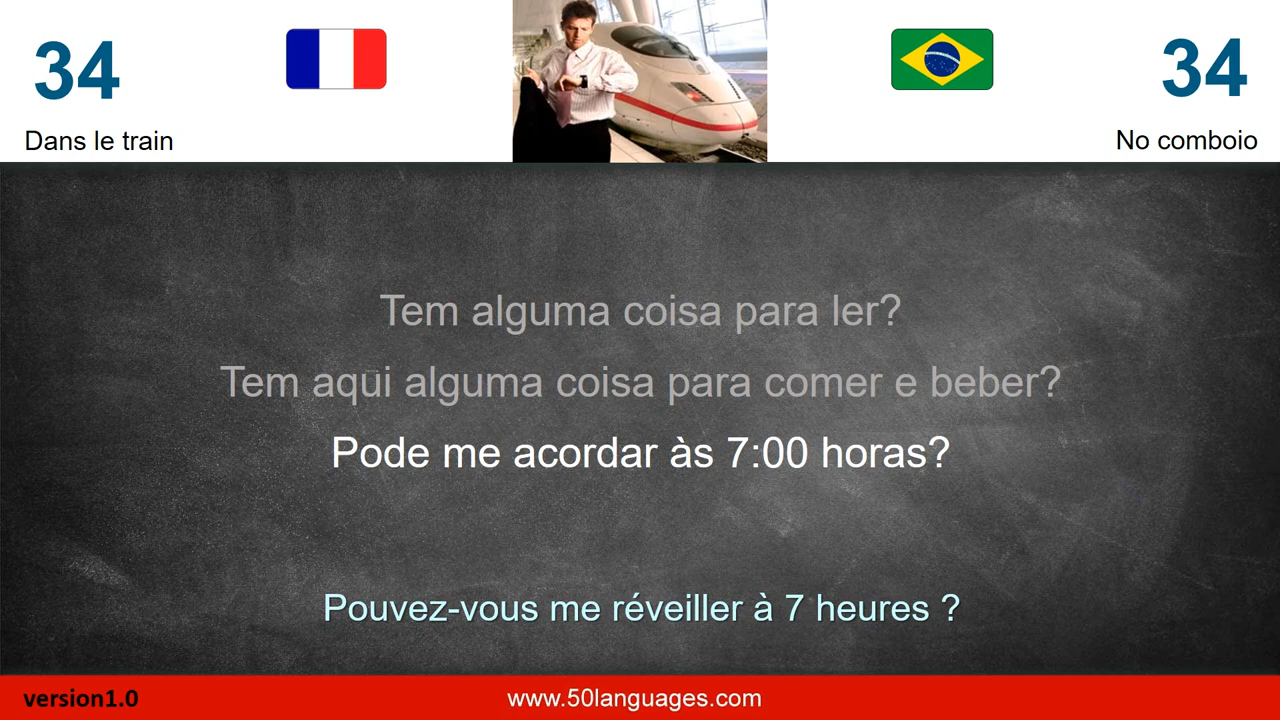 34
34
Dans le train
No comboio
Tem alguma coisa para ler?
Tem aqui alguma coisa para comer e beber?
Pode me acordar às 7:00 horas?
Pouvez-vous me réveiller à 7 heures ?
version1.0
www.50languages.com